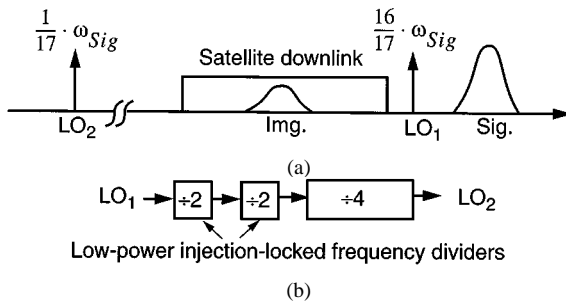 1/17 · ω_Sig
16/17 · ω_Sig
Satellite downlink
LO₂
Img.
LO₁
Sig.
(a)
LO₁
÷2
÷2
÷4
LO₂
Low-power injection-locked frequency dividers
(b)